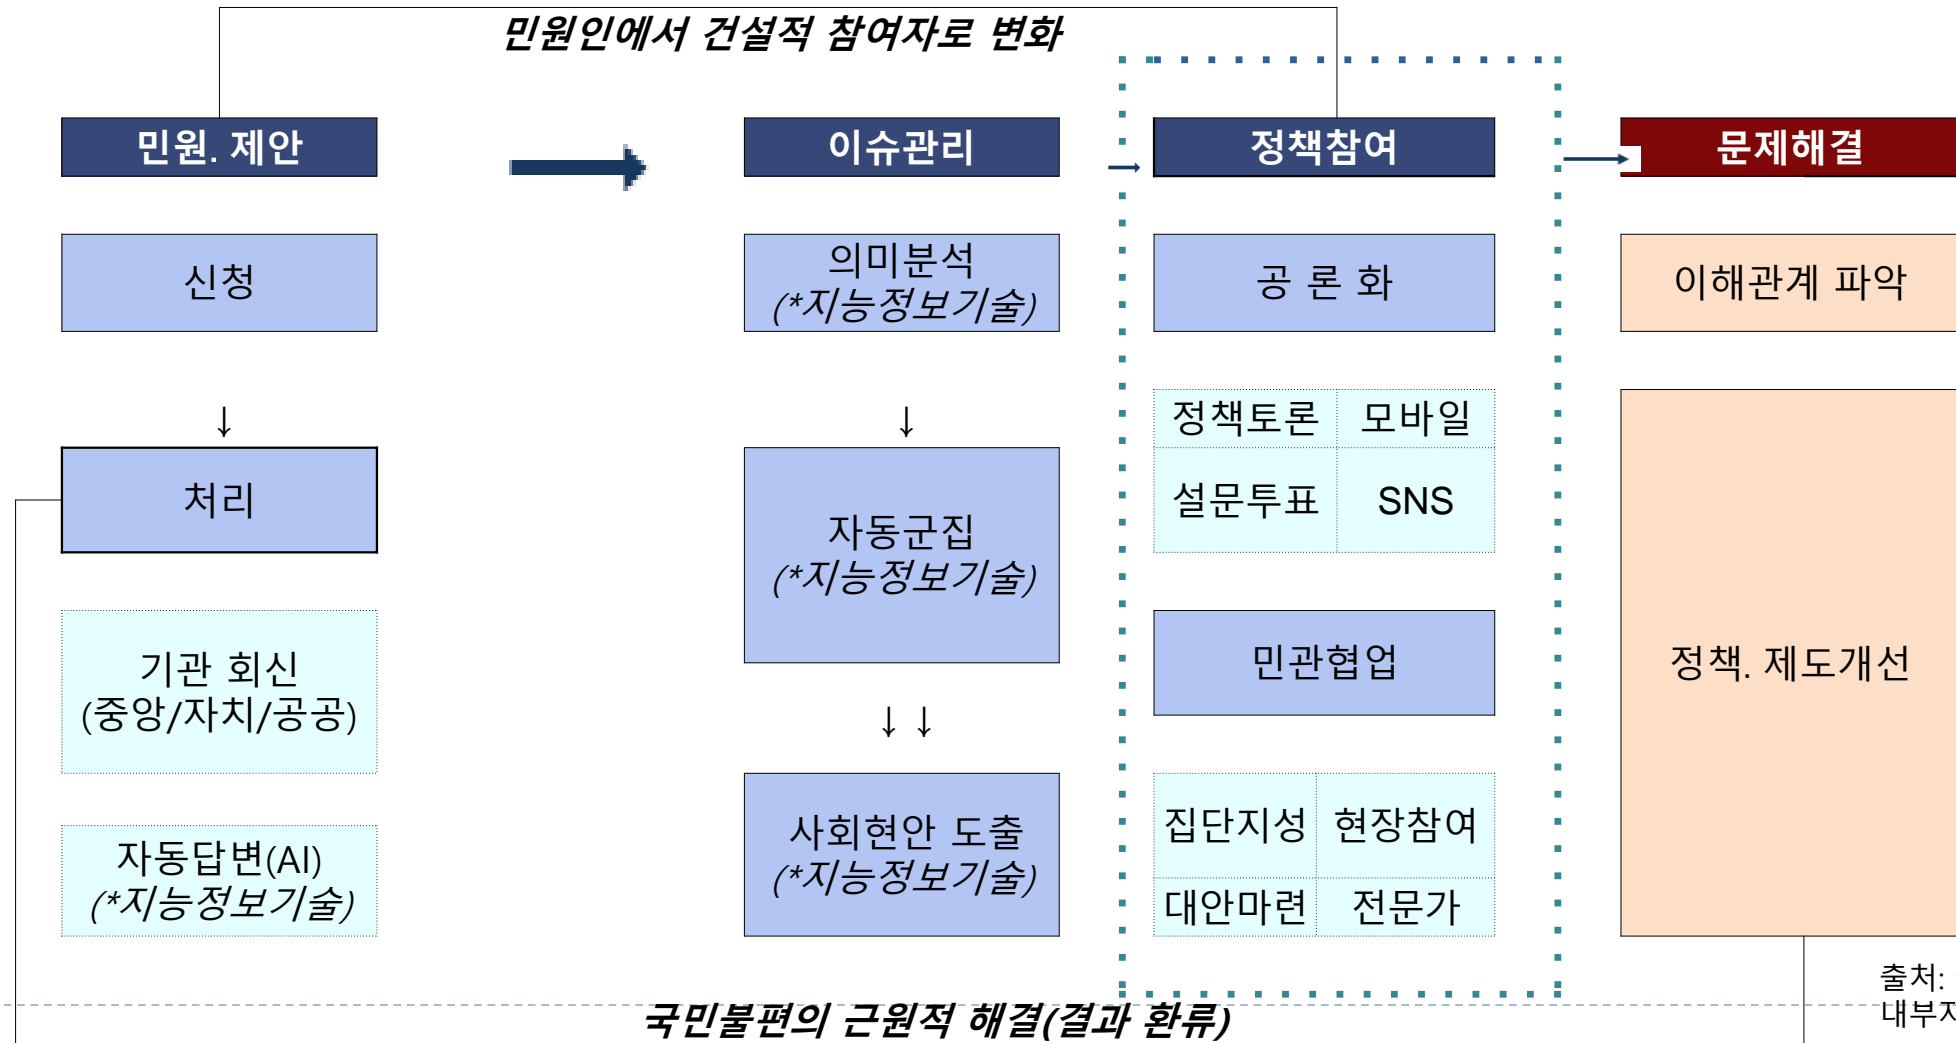 민원인에서 건설적 참여자로 변화
민원. 제안
이슈관리
정책참여
문제해결
신청
의미분석
(*지능정보기술)
공 론 화
이해관계 파악
↓
↓
정책토론
모바일
처리
설문투표
SNS
자동군집
(*지능정보기술)
기관 회신
(중앙/자치/공공)
민관협업
정책. 제도개선
↓ ↓
자동답변(AI)
(*지능정보기술)
사회현안 도출
(*지능정보기술)
집단지성
현장참여
대안마련
전문가
출처:
국민불편의 근원적 해결(결과 환류)